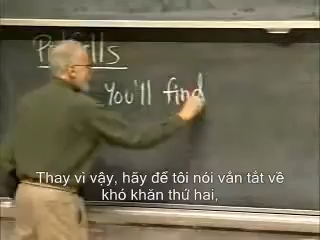 Pitfalls
You'll find
Thay vì vậy, hãy để tôi nói vắn tắt về
khó khăn thứ hai,